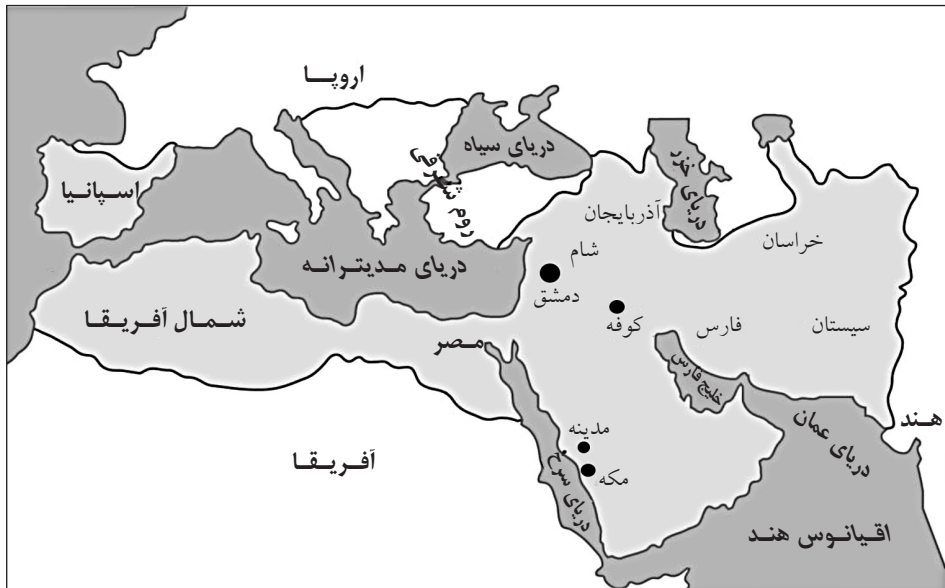 اروپا
دریای سیاه
روم شرقی
دریای خزر
اسپانیا
آذربایجان
خراسان
شام
دمشق
دریای مدیترانه
کوفه
فارس
سیستان
شمال آفریقا
مصر
خلیج فارس
هند
مدینه
مکه
دریای عمان
آفریقا
دریای سرخ
اقیانوس هند